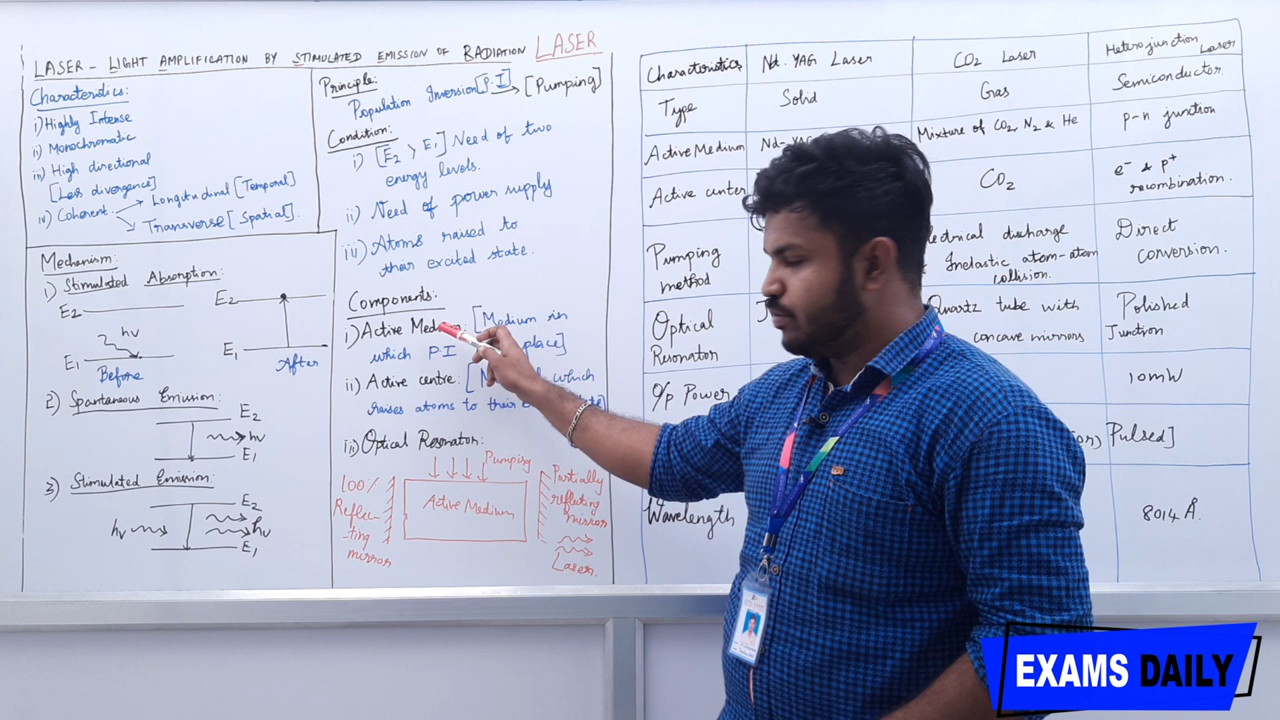 LASER - LIGHT AMPLIFICATION BY STIMULATED EMISSION OF RADIATION LASER
Characteristics:
i) Highly Intense
ii) Monochromatic
iii) High directional
[Less divergence]
iv) Coherent Longitudinal [Temporal]
Transverse [Spatial].
Mechanism:
1) Stimulated Absorption:
E2
hν
E1
Before
E2
E1
After
2) Spontaneous Emission:
E2
hν
E1
3) Stimulated Emission:
E2
hν
hν
E1
Principle:
Population Inversion [P.I] → [Pumping]
Condition:
i) [E2 > E1] Need of two
energy levels.
ii) Need of power supply
iii) Atoms raised to
their excited state.
Components:
i) Active Medium [Medium in
which P.I place]
ii) Active centre: [which
raises atoms to their
iii) Optical Resonator:
Pumping
100%
Reflec-
-ting
mirror
Active Medium
Partially
reflecting
mirror
Laser.
Characteristics Nd-YAG Laser CO2 Laser Heterojunction Laser
Type Solid Gas Semiconductor
Active Medium Nd-YAG Mixture of CO2, N2 & He p-n junction
Active center CO2 e- & p+
recombination.
Pumping
method
discharge
Inelastic atom-atom
collision.
Direct
conversion.
Optical
Resonator
Quartz tube with
concave mirrors
Polished
Junction
O/p Power 10mW
Pulsed]
Wavelength 8014 Å.
EXAMS DAILY